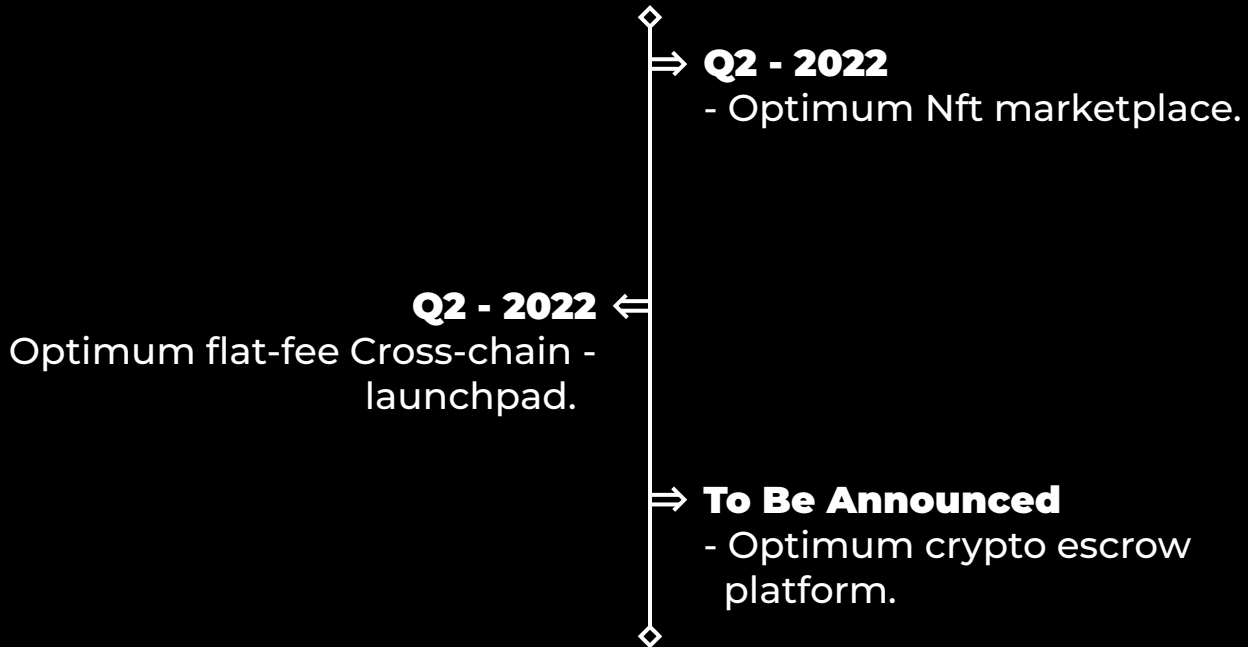 Q2 - 2022
- Optimum Nft marketplace.
Q2 - 2022
Optimum flat-fee Cross-chain -
launchpad.
To Be Announced
- Optimum crypto escrow
platform.